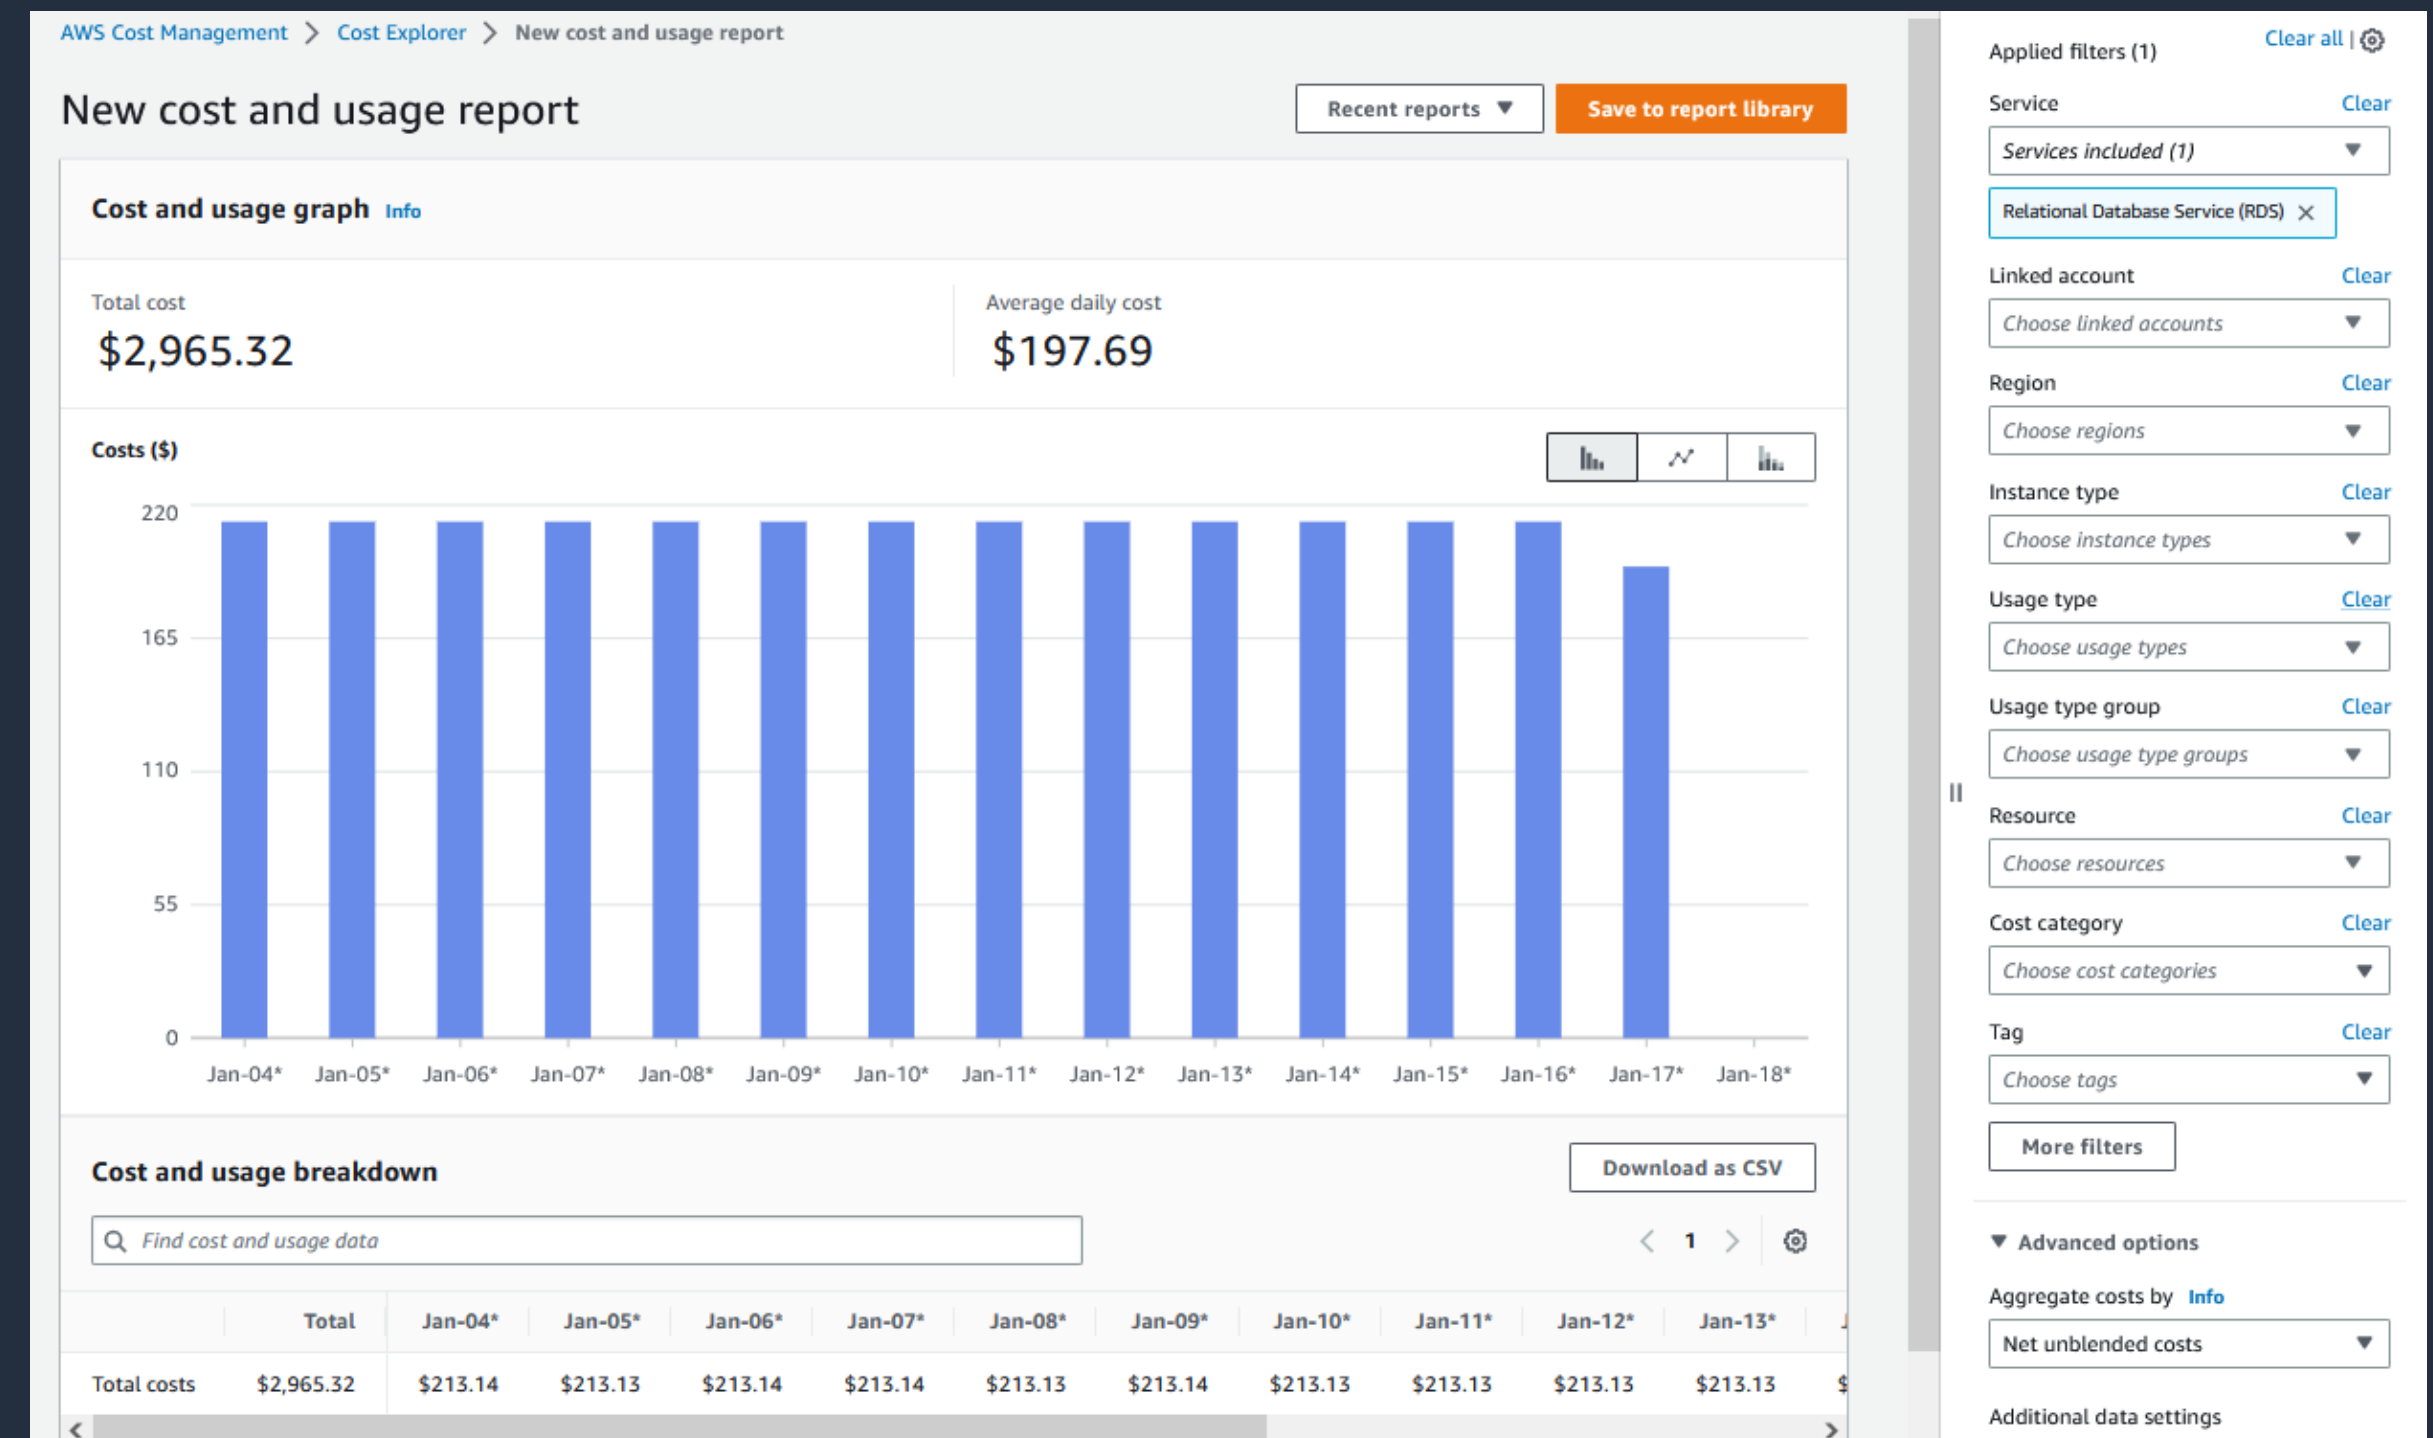 AWS Cost Management > Cost Explorer > New cost and usage report
New cost and usage report
Recent reports
Save to report library
Cost and usage graph Info
Total cost
$2,965.32
Average daily cost
$197.69
Costs ($)
220
165
110
55
0
Jan-04* Jan-05* Jan-06* Jan-07* Jan-08* Jan-09* Jan-10* Jan-11* Jan-12* Jan-13* Jan-14* Jan-15* Jan-16* Jan-17* Jan-18*
Cost and usage breakdown
Download as CSV
Find cost and usage data
1
Total Jan-04* Jan-05* Jan-06* Jan-07* Jan-08* Jan-09* Jan-10* Jan-11* Jan-12* Jan-13*
Total costs $2,965.32 $213.14 $213.13 $213.14 $213.14 $213.13 $213.14 $213.13 $213.13 $213.13 $213.13 $
Applied filters (1)
Clear all |
Service Clear
Services included (1)
Relational Database Service (RDS) ×
Linked account Clear
Choose linked accounts
Region Clear
Choose regions
Instance type Clear
Choose instance types
Usage type Clear
Choose usage types
Usage type group Clear
Choose usage type groups
Resource Clear
Choose resources
Cost category Clear
Choose cost categories
Tag Clear
Choose tags
More filters
Advanced options
Aggregate costs by Info
Net unblended costs
Additional data settings